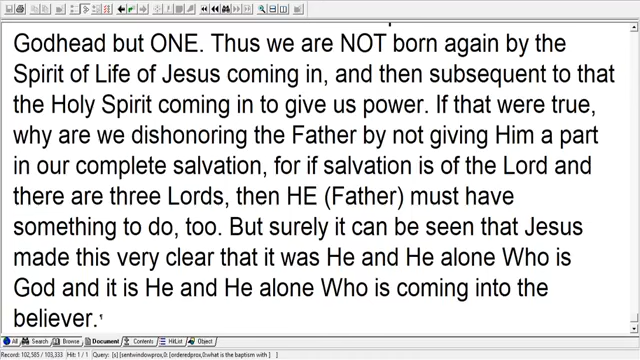 Godhead but ONE. Thus we are NOT born again by the
Spirit of Life of Jesus coming in, and then subsequent to that
the Holy Spirit coming in to give us power. If that were true,
why are we dishonoring the Father by not giving Him a part
in our complete salvation, for if salvation is of the Lord and
there are three Lords, then HE (Father) must have
something to do, too. But surely it can be seen that Jesus
made this very clear that it was He and He alone Who is
God and it is He and He alone Who is coming into the
believer.
All Search Browse Document Contents HitList Object
Record: 102,585 / 103,333 Hit: 1 / 1 Query: [s] [sentwindowpros,0: [orderedprox,0:what is the baptism with ]